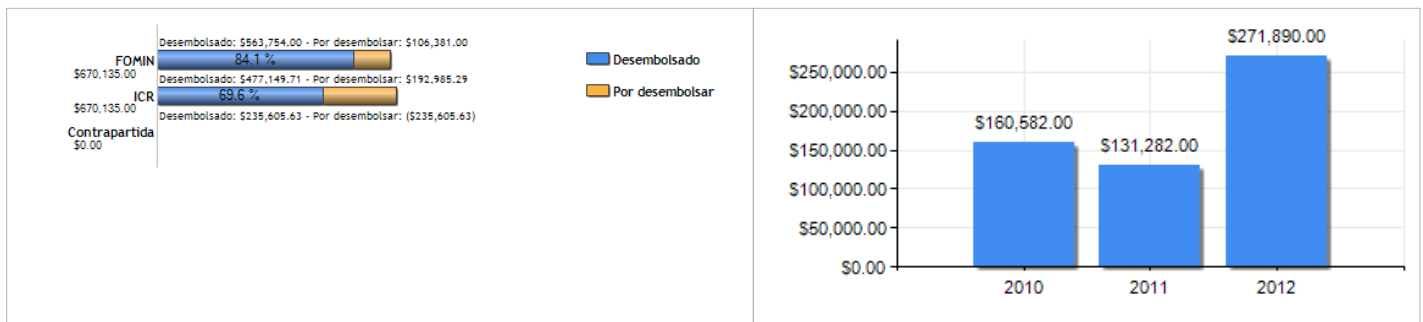 Desembolsado: $563,754.00 - Por desembolsar: $106,381.00
FOMIN
84.1 %
$670,135.00
Desembolsado: $477,149.71 - Por desembolsar: $192,985.29
ICR
69.6 %
$670,135.00
Desembolsado: $235,605.63 - Por desembolsar: ($235,605.63)
Contrapartida
$0.00
Desembolsado
Por desembolsar
$271,890.00
$250,000.00
$200,000.00
$160,582.00
$150,000.00
$131,282.00
$100,000.00
$50,000.00
$0.00
2010 2011 2012